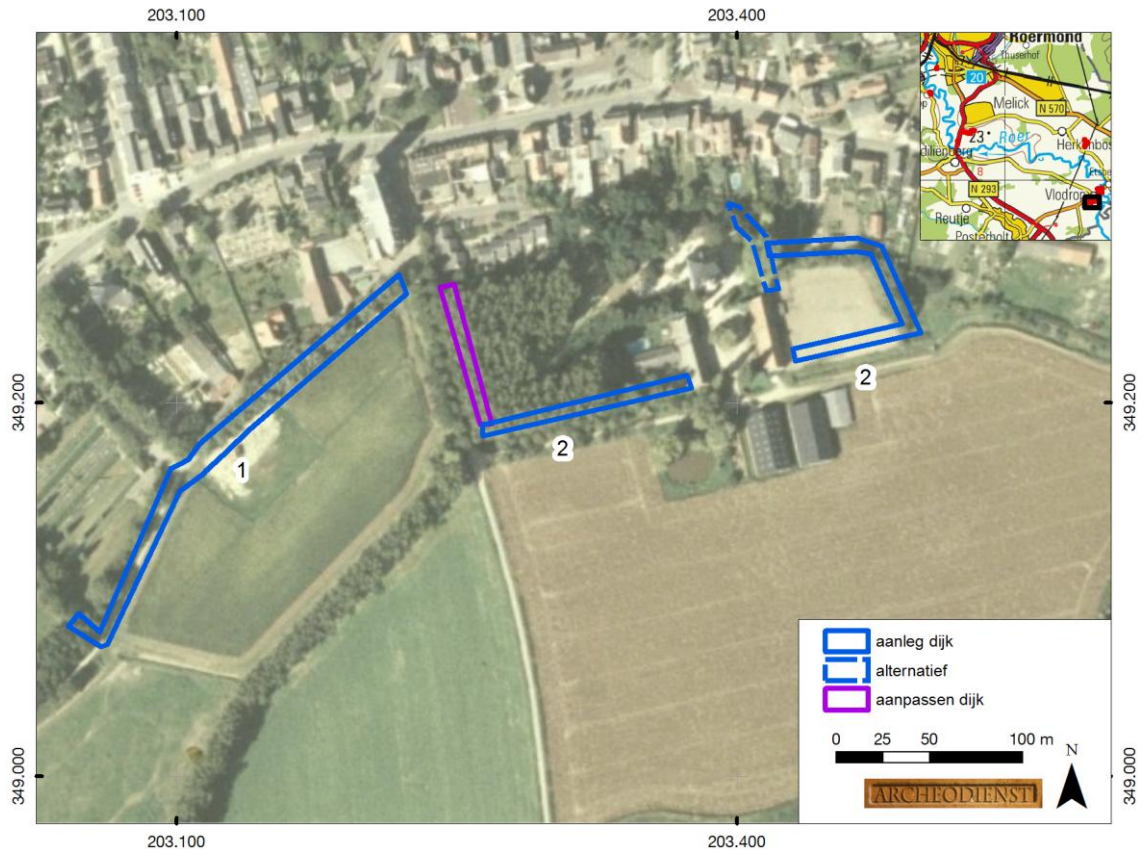 203.100
203.400
Roermond
Thuserhof
20
Melick
N 570
23
Roer
Herkenbos
8
Vlodrop
N 293
Reutje
Posterholt
349.200
349.200
2
2
1
aanleg dijk
alternatief
aanpassen dijk
0 25 50 100 m
N
ARCHEODIENST
349.000
349.000
203.100
203.400